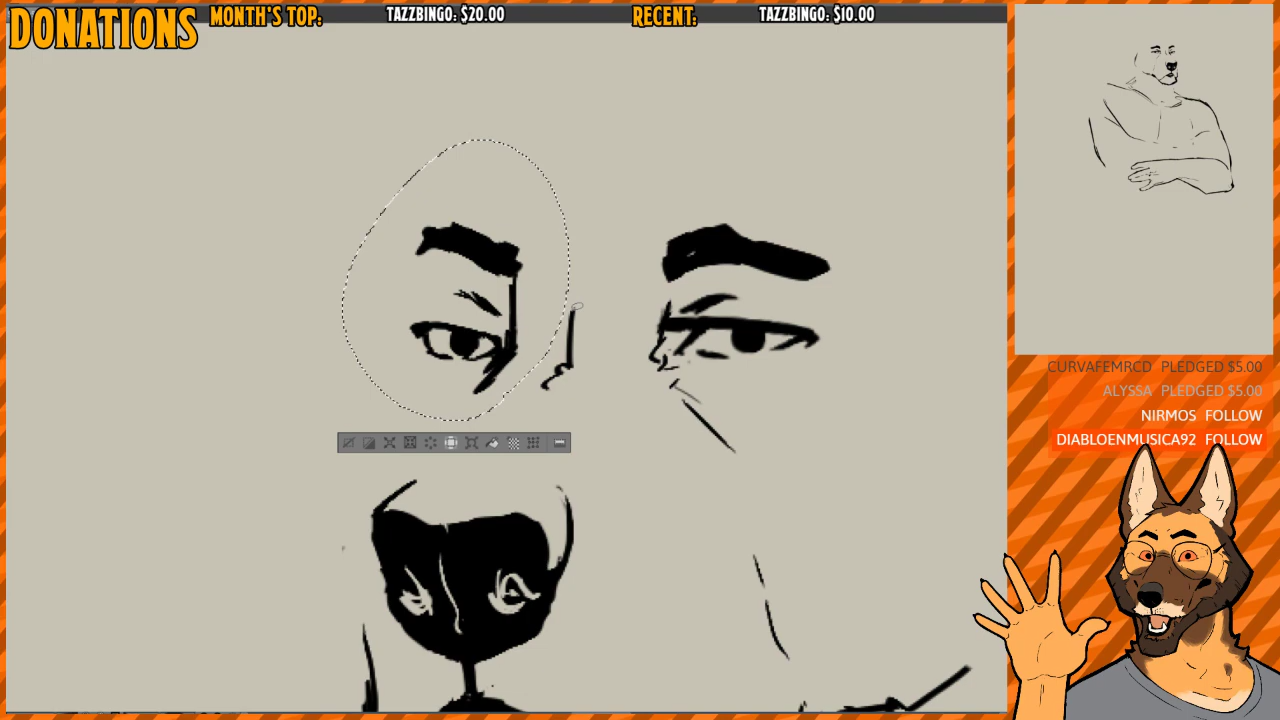 DONATIONS
MONTH'S TOP:
TAZZBINGO: $20.00
RECENT:
TAZZBINGO: $10.00
CURVAFEMRCD PLEDGED $5.00
ALYSSA PLEDGED $5.00
NIRMOS FOLLOW
DIABLOENMUSICA92 FOLLOW